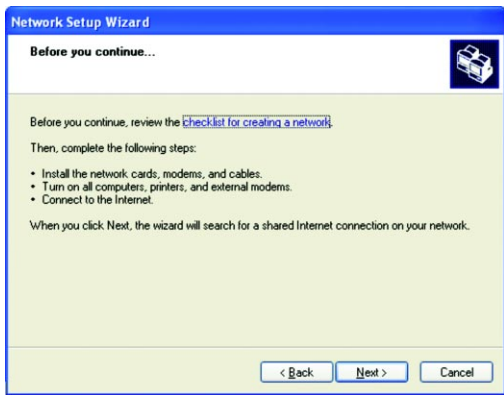 Network Setup Wizard
Before you continue...
Before you continue, review the checklist for creating a network.
Then, complete the following steps:
• Install the network cards, modems, and cables.
• Turn on all computers, printers, and external modems.
• Connect to the Internet.
When you click Next, the wizard will search for a shared Internet connection on your network.
< Back
Next >
Cancel